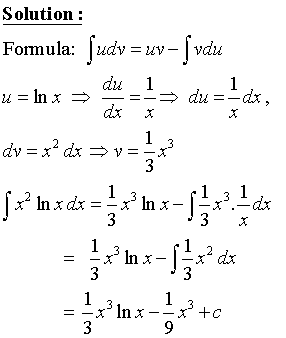 Solution :
Formula: ∫udv = uv − ∫vdu
u = ln x ⇒ du/dx = 1/x ⇒ du = 1/x dx ,
dv = x² dx ⇒ v = 1/3 x³
∫x² ln x dx = 1/3 x³ ln x − ∫1/3 x³ . 1/x dx
= 1/3 x³ ln x − ∫1/3 x² dx
= 1/3 x³ ln x − 1/9 x³ + c